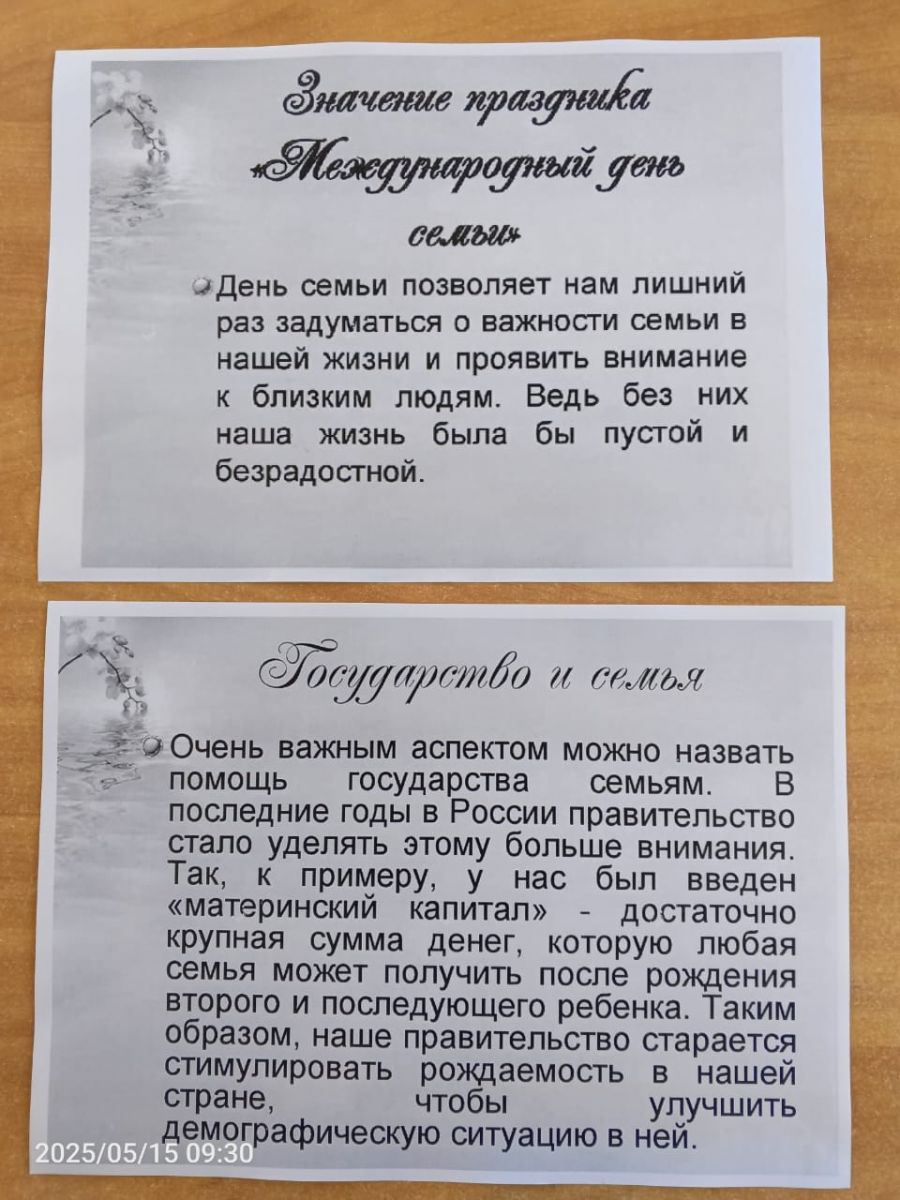 Значение праздника
«Международный день
семьи»
День семьи позволяет нам лишний
раз задуматься о важности семьи в
нашей жизни и проявить внимание
к близким людям. Ведь без них
наша жизнь была бы пустой и
безрадостной.
Государство и семья
Очень важным аспектом можно назвать
помощь государства семьям. В
последние годы в России правительство
стало уделять этому больше внимания.
Так, к примеру, у нас был введен
«материнский капитал» - достаточно
крупная сумма денег, которую любая
семья может получить после рождения
второго и последующего ребенка. Таким
образом, наше правительство старается
стимулировать рождаемость в нашей
стране, чтобы улучшить
демографическую ситуацию в ней.
2025/05/15 09:30